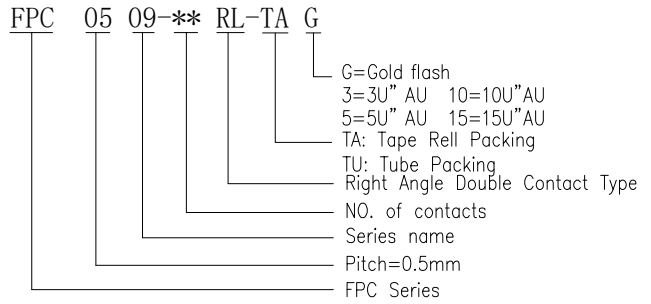 FPC 05 09-** RL-TA G
G=Gold flash
3=3U" AU 10=10U"AU
5=5U" AU 15=15U"AU
TA: Tape Rell Packing
TU: Tube Packing
Right Angle Double Contact Type
NO. of contacts
Series name
Pitch=0.5mm
FPC Series